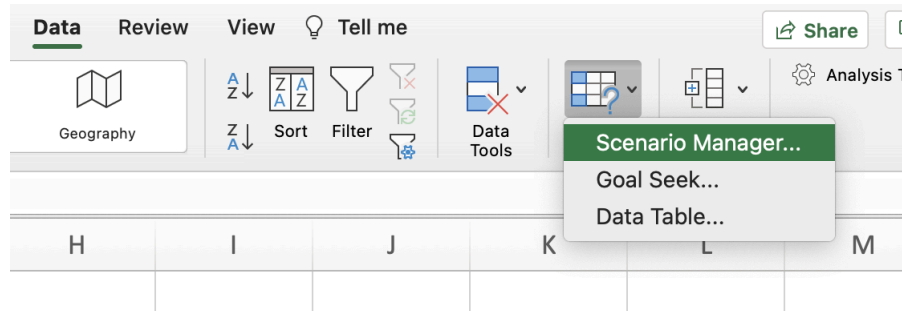 Data Review View Tell me
Share
Geography
A
Z
Z
A
Z A
A Z
Sort
Filter
Data
Tools
?
Analysis
Scenario Manager...
Goal Seek...
Data Table...
H I J K L M